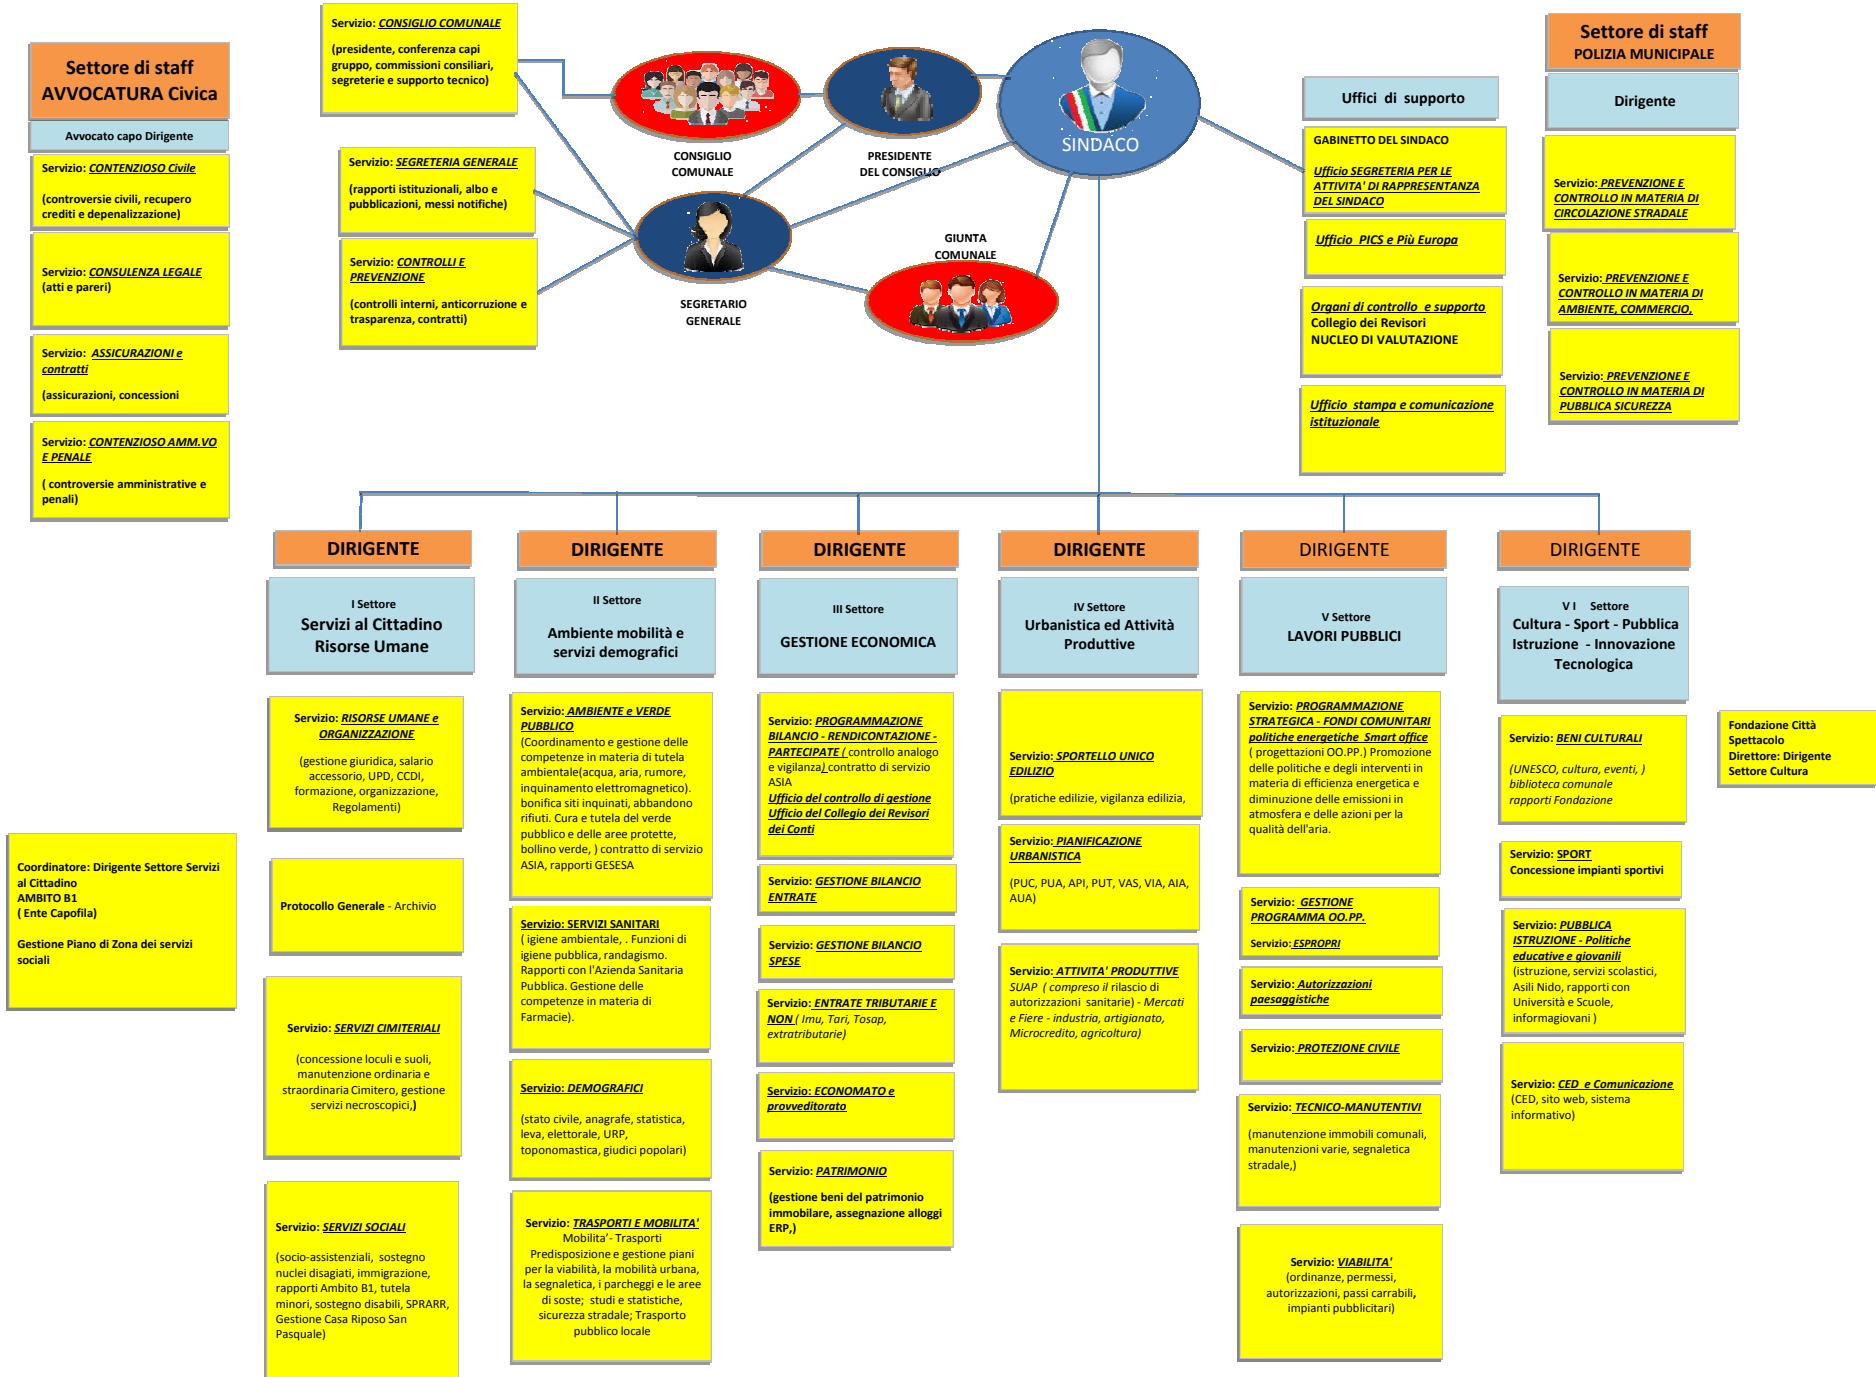 Settore di staff
AVVOCATURA Civica
Avvocato capo Dirigente
Servizio: CONTENZIOSO Civile
(controversie civili, recupero
crediti e depenalizzazione)
Servizio: CONSULENZA LEGALE
(atti e pareri)
Servizio: ASSICURAZIONI e
contratti
(assicurazioni, concessioni
Servizio: CONTENZIOSO AMM.VO
E PENALE
( controversie amministrative e
penali)
Servizio: CONSIGLIO COMUNALE
(presidente, conferenza capi
gruppo, commissioni consiliari,
segreterie e supporto tecnico)
Servizio: SEGRETERIA GENERALE
(rapporti istituzionali, albo e
pubblicazioni, messi notifiche)
Servizio: CONTROLLI E
PREVENZIONE
(controlli interni, anticorruzione e
trasparenza, contratti)
CONSIGLIO
COMUNALE
PRESIDENTE
DEL CONSIGLIO
SINDACO
SEGRETARIO
GENERALE
GIUNTA
COMUNALE
Uffici di supporto
GABINETTO DEL SINDACO
Ufficio SEGRETERIA PER LE
ATTIVITA' DI RAPPRESENTANZA
DEL SINDACO
Ufficio PICS e Più Europa
Organi di controllo e supporto
Collegio dei Revisori
NUCLEO DI VALUTAZIONE
Ufficio stampa e comunicazione
istituzionale
Settore di staff
POLIZIA MUNICIPALE
Dirigente
Servizio: PREVENZIONE E
CONTROLLO IN MATERIA DI
CIRCOLAZIONE STRADALE
Servizio: PREVENZIONE E
CONTROLLO IN MATERIA DI
AMBIENTE, COMMERCIO,
Servizio: PREVENZIONE E
CONTROLLO IN MATERIA DI
PUBBLICA SICUREZZA
Coordinatore: Dirigente Settore Servizi
al Cittadino
AMBITO B1
( Ente Capofila)
Gestione Piano di Zona dei servizi
sociali
DIRIGENTE
I Settore
Servizi al Cittadino
Risorse Umane
Servizio: RISORSE UMANE e
ORGANIZZAZIONE
(gestione giuridica, salario
accessorio, UPD, CCDI,
formazione, organizzazione,
Regolamenti)
Protocollo Generale - Archivio
Servizio: SERVIZI CIMITERIALI
(concessione loculi e suoli,
manutenzione ordinaria e
straordinaria Cimitero, gestione
servizi necroscopici,)
Servizio: SERVIZI SOCIALI
(socio-assistenziali, sostegno
nuclei disagiati, immigrazione,
rapporti Ambito B1, tutela
minori, sostegno disabili, SPRARR,
Gestione Casa Riposo San
Pasquale)
DIRIGENTE
II Settore
Ambiente mobilità e
servizi demografici
Servizio: AMBIENTE e VERDE
PUBBLICO
(Coordinamento e gestione delle
competenze in materia di tutela
ambientale(acqua, aria, rumore,
inquinamento elettromagnetico).
bonifica siti inquinati, abbandono
rifiuti. Cura e tutela del verde
pubblico e delle aree protette,
bollino verde, ) contratto di servizio
ASIA, rapporti GESESA
Servizio: SERVIZI SANITARI
( igiene ambientale, . Funzioni di
igiene pubblica, randagismo.
Rapporti con l'Azienda Sanitaria
Pubblica. Gestione delle
competenze in materia di
Farmacie).
Servizio: DEMOGRAFICI
(stato civile, anagrafe, statistica,
leva, elettorale, URP,
toponomastica, giudici popolari)
Servizio: TRASPORTI E MOBILITA'
Mobilita'- Trasporti
Predisposizione e gestione piani
per la viabilità, la mobilità urbana,
la segnaletica, i parcheggi e le aree
di soste; studi e statistiche,
sicurezza stradale; Trasporto
pubblico locale
DIRIGENTE
III Settore
GESTIONE ECONOMICA
Servizio: PROGRAMMAZIONE
BILANCIO - RENDICONTAZIONE -
PARTECIPATE ( controllo analogo
e vigilanza) contratto di servizio
ASIA
Ufficio del controllo di gestione
Ufficio del Collegio dei Revisori
dei Conti
Servizio: GESTIONE BILANCIO
ENTRATE
Servizio: GESTIONE BILANCIO
SPESE
Servizio: ENTRATE TRIBUTARIE E
NON ( Imu, Tari, Tosap,
extratributarie)
Servizio: ECONOMATO e
provveditorato
Servizio: PATRIMONIO
(gestione beni del patrimonio
immobilare, assegnazione alloggi
ERP,)
DIRIGENTE
IV Settore
Urbanistica ed Attività
Produttive
Servizio: SPORTELLO UNICO
EDILIZIO
(pratiche edilizie, vigilanza edilizia,
Servizio: PIANIFICAZIONE
URBANISTICA
(PUC, PUA, API, PUT, VAS, VIA, AIA,
AUA)
Servizio: ATTIVITA' PRODUTTIVE
SUAP ( compreso il rilascio di
autorizzazioni sanitarie) - Mercati
e Fiere - industria, artigianato,
Microcredito, agricoltura)
DIRIGENTE
V Settore
LAVORI PUBBLICI
Servizio: PROGRAMMAZIONE
STRATEGICA - FONDI COMUNITARI
politiche energetiche Smart office
( progettazioni OO.PP.) Promozione
delle politiche e degli interventi in
materia di efficienza energetica e
diminuzione delle emissioni in
atmosfera e delle azioni per la
qualità dell'aria.
Servizio: GESTIONE
PROGRAMMA OO.PP.
Servizio: ESPROPRI
Servizio: Autorizzazioni
paesaggistiche
Servizio: PROTEZIONE CIVILE
Servizio: TECNICO-MANUTENTIVI
(manutenzione immobili comunali,
manutenzioni varie, segnaletica
stradale,)
Servizio: VIABILITA'
(ordinanze, permessi,
autorizzazioni, passi carrabili,
impianti pubblicitari)
DIRIGENTE
V I Settore
Cultura - Sport - Pubblica
Istruzione - Innovazione
Tecnologica
Servizio: BENI CULTURALI
(UNESCO, cultura, eventi, )
biblioteca comunale
rapporti Fondazione
Servizio: SPORT
Concessione impianti sportivi
Servizio: PUBBLICA
ISTRUZIONE - Politiche
educative e giovanili
(istruzione, servizi scolastici,
Asili Nido, rapporti con
Università e Scuole,
informagiovani )
Servizio: CED e Comunicazione
(CED, sito web, sistema
informativo)
Fondazione Città
Spettacolo
Direttore: Dirigente
Settore Cultura